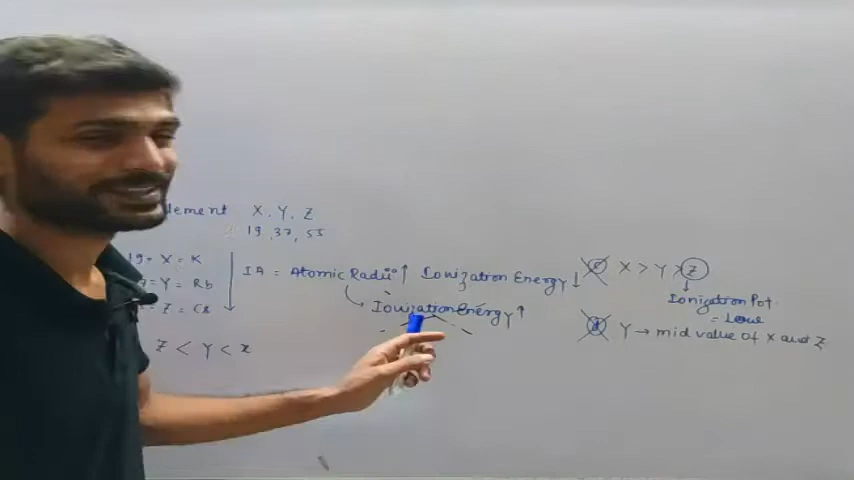 lement X, Y, Z
19, 37, 55
19 = X = K
= Y = Rb
= Z = Cs
Z < Y < x
IA = Atomic Radii ↑ Ionization Energy ↓
Ionization Energy ↑
c X > Y > Z
Ionization Pot.
= Low
d Y → mid value of X and Z